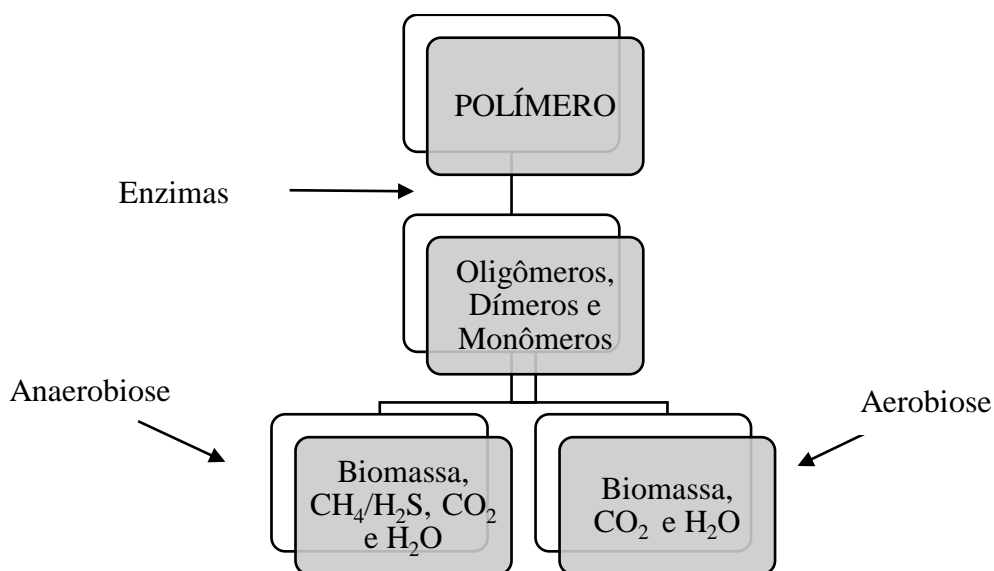 POLÍMERO
Enzimas
Oligômeros,
Dímeros e
Monômeros
Anaerobiose
Aerobiose
Biomassa,
CH₄/H₂S, CO₂
e H₂O
Biomassa,
CO₂ e H₂O